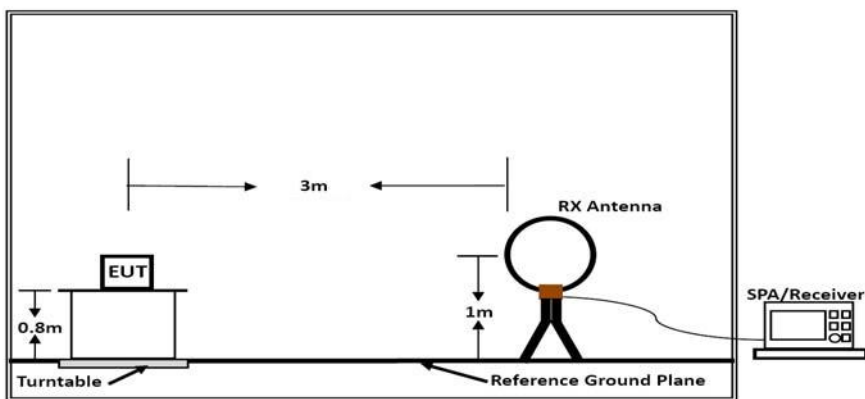 3m
RX Antenna
EUT
SPA/Receiver
0.8m
1m
Turntable
Reference Ground Plane